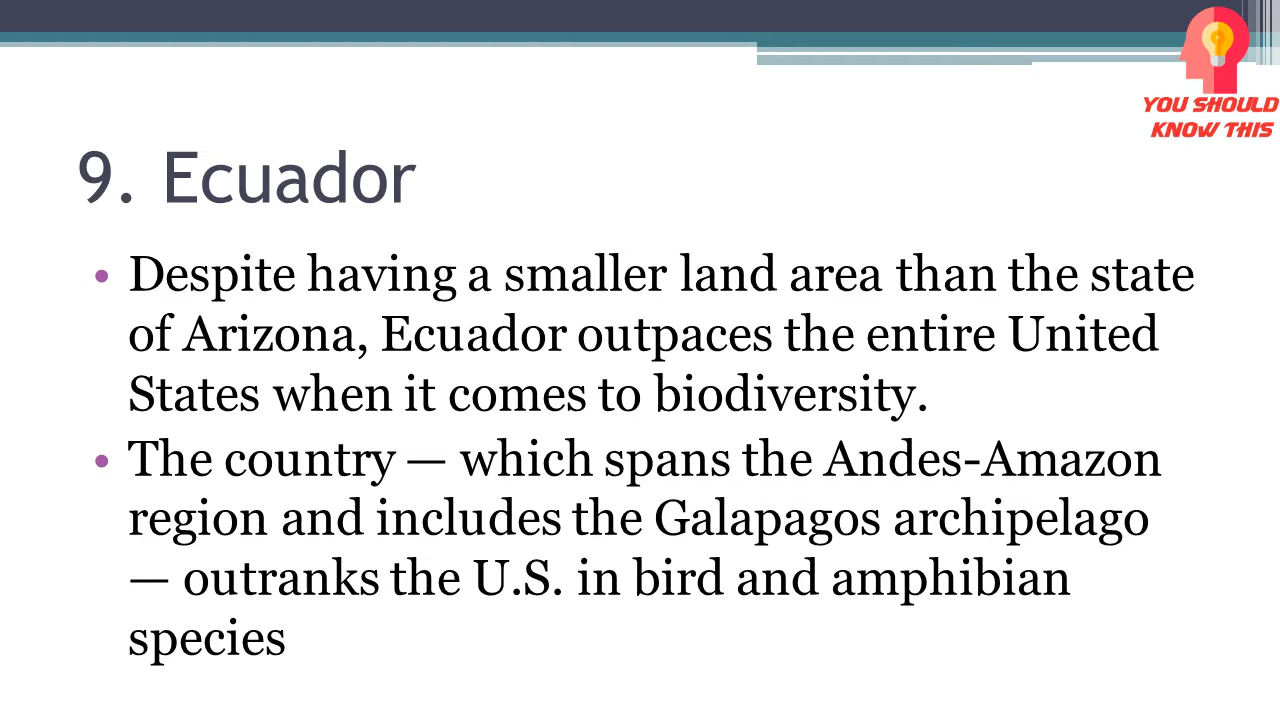 YOU SHOULD
KNOW THIS
9. Ecuador
• Despite having a smaller land area than the state
of Arizona, Ecuador outpaces the entire United
States when it comes to biodiversity.
• The country — which spans the Andes-Amazon
region and includes the Galapagos archipelago
— outranks the U.S. in bird and amphibian
species